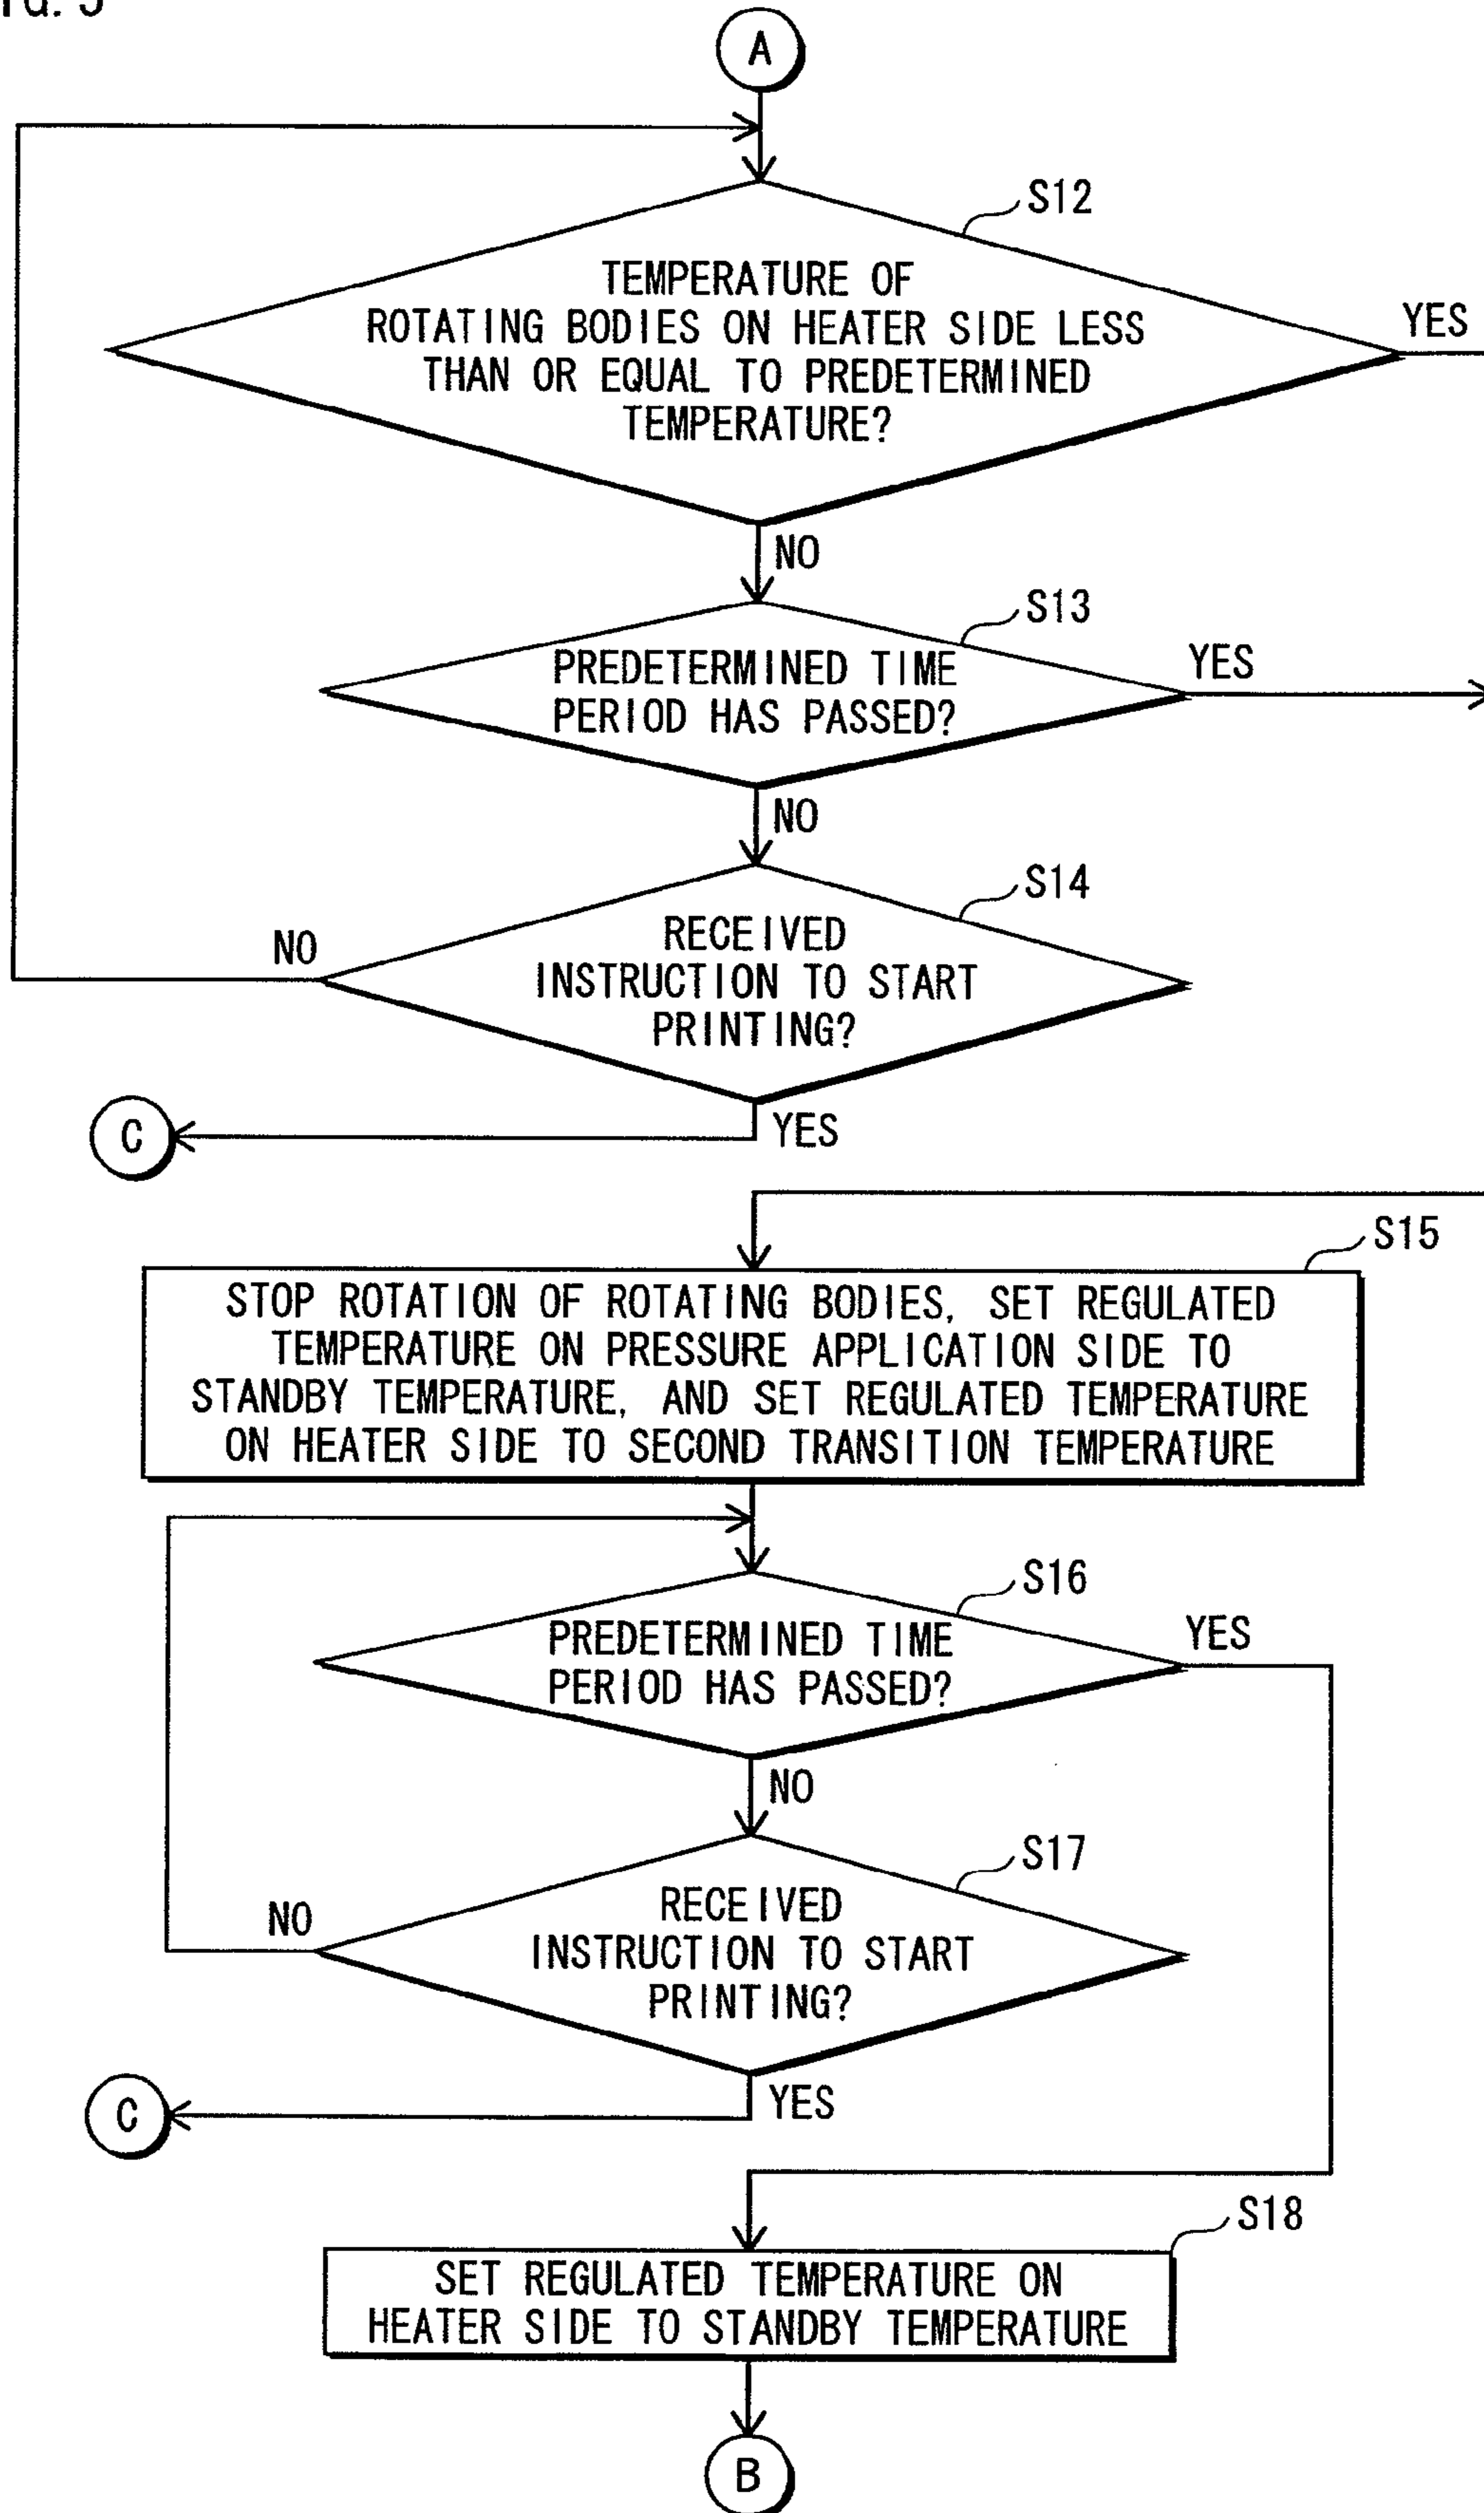 A
S12
TEMPERATURE OF
ROTATING BODIES ON HEATER SIDE LESS
THAN OR EQUAL TO PREDETERMINED
TEMPERATURE?
YES
NO
S13
PREDETERMINED TIME
PERIOD HAS PASSED?
YES
NO
S14
RECEIVED
INSTRUCTION TO START
PRINTING?
NO
YES
C
S15
STOP ROTATION OF ROTATING BODIES, SET REGULATED
TEMPERATURE ON PRESSURE APPLICATION SIDE TO
STANDBY TEMPERATURE, AND SET REGULATED TEMPERATURE
ON HEATER SIDE TO SECOND TRANSITION TEMPERATURE
S16
PREDETERMINED TIME
PERIOD HAS PASSED?
YES
NO
S17
RECEIVED
INSTRUCTION TO START
PRINTING?
NO
YES
C
S18
SET REGULATED TEMPERATURE ON
HEATER SIDE TO STANDBY TEMPERATURE
B